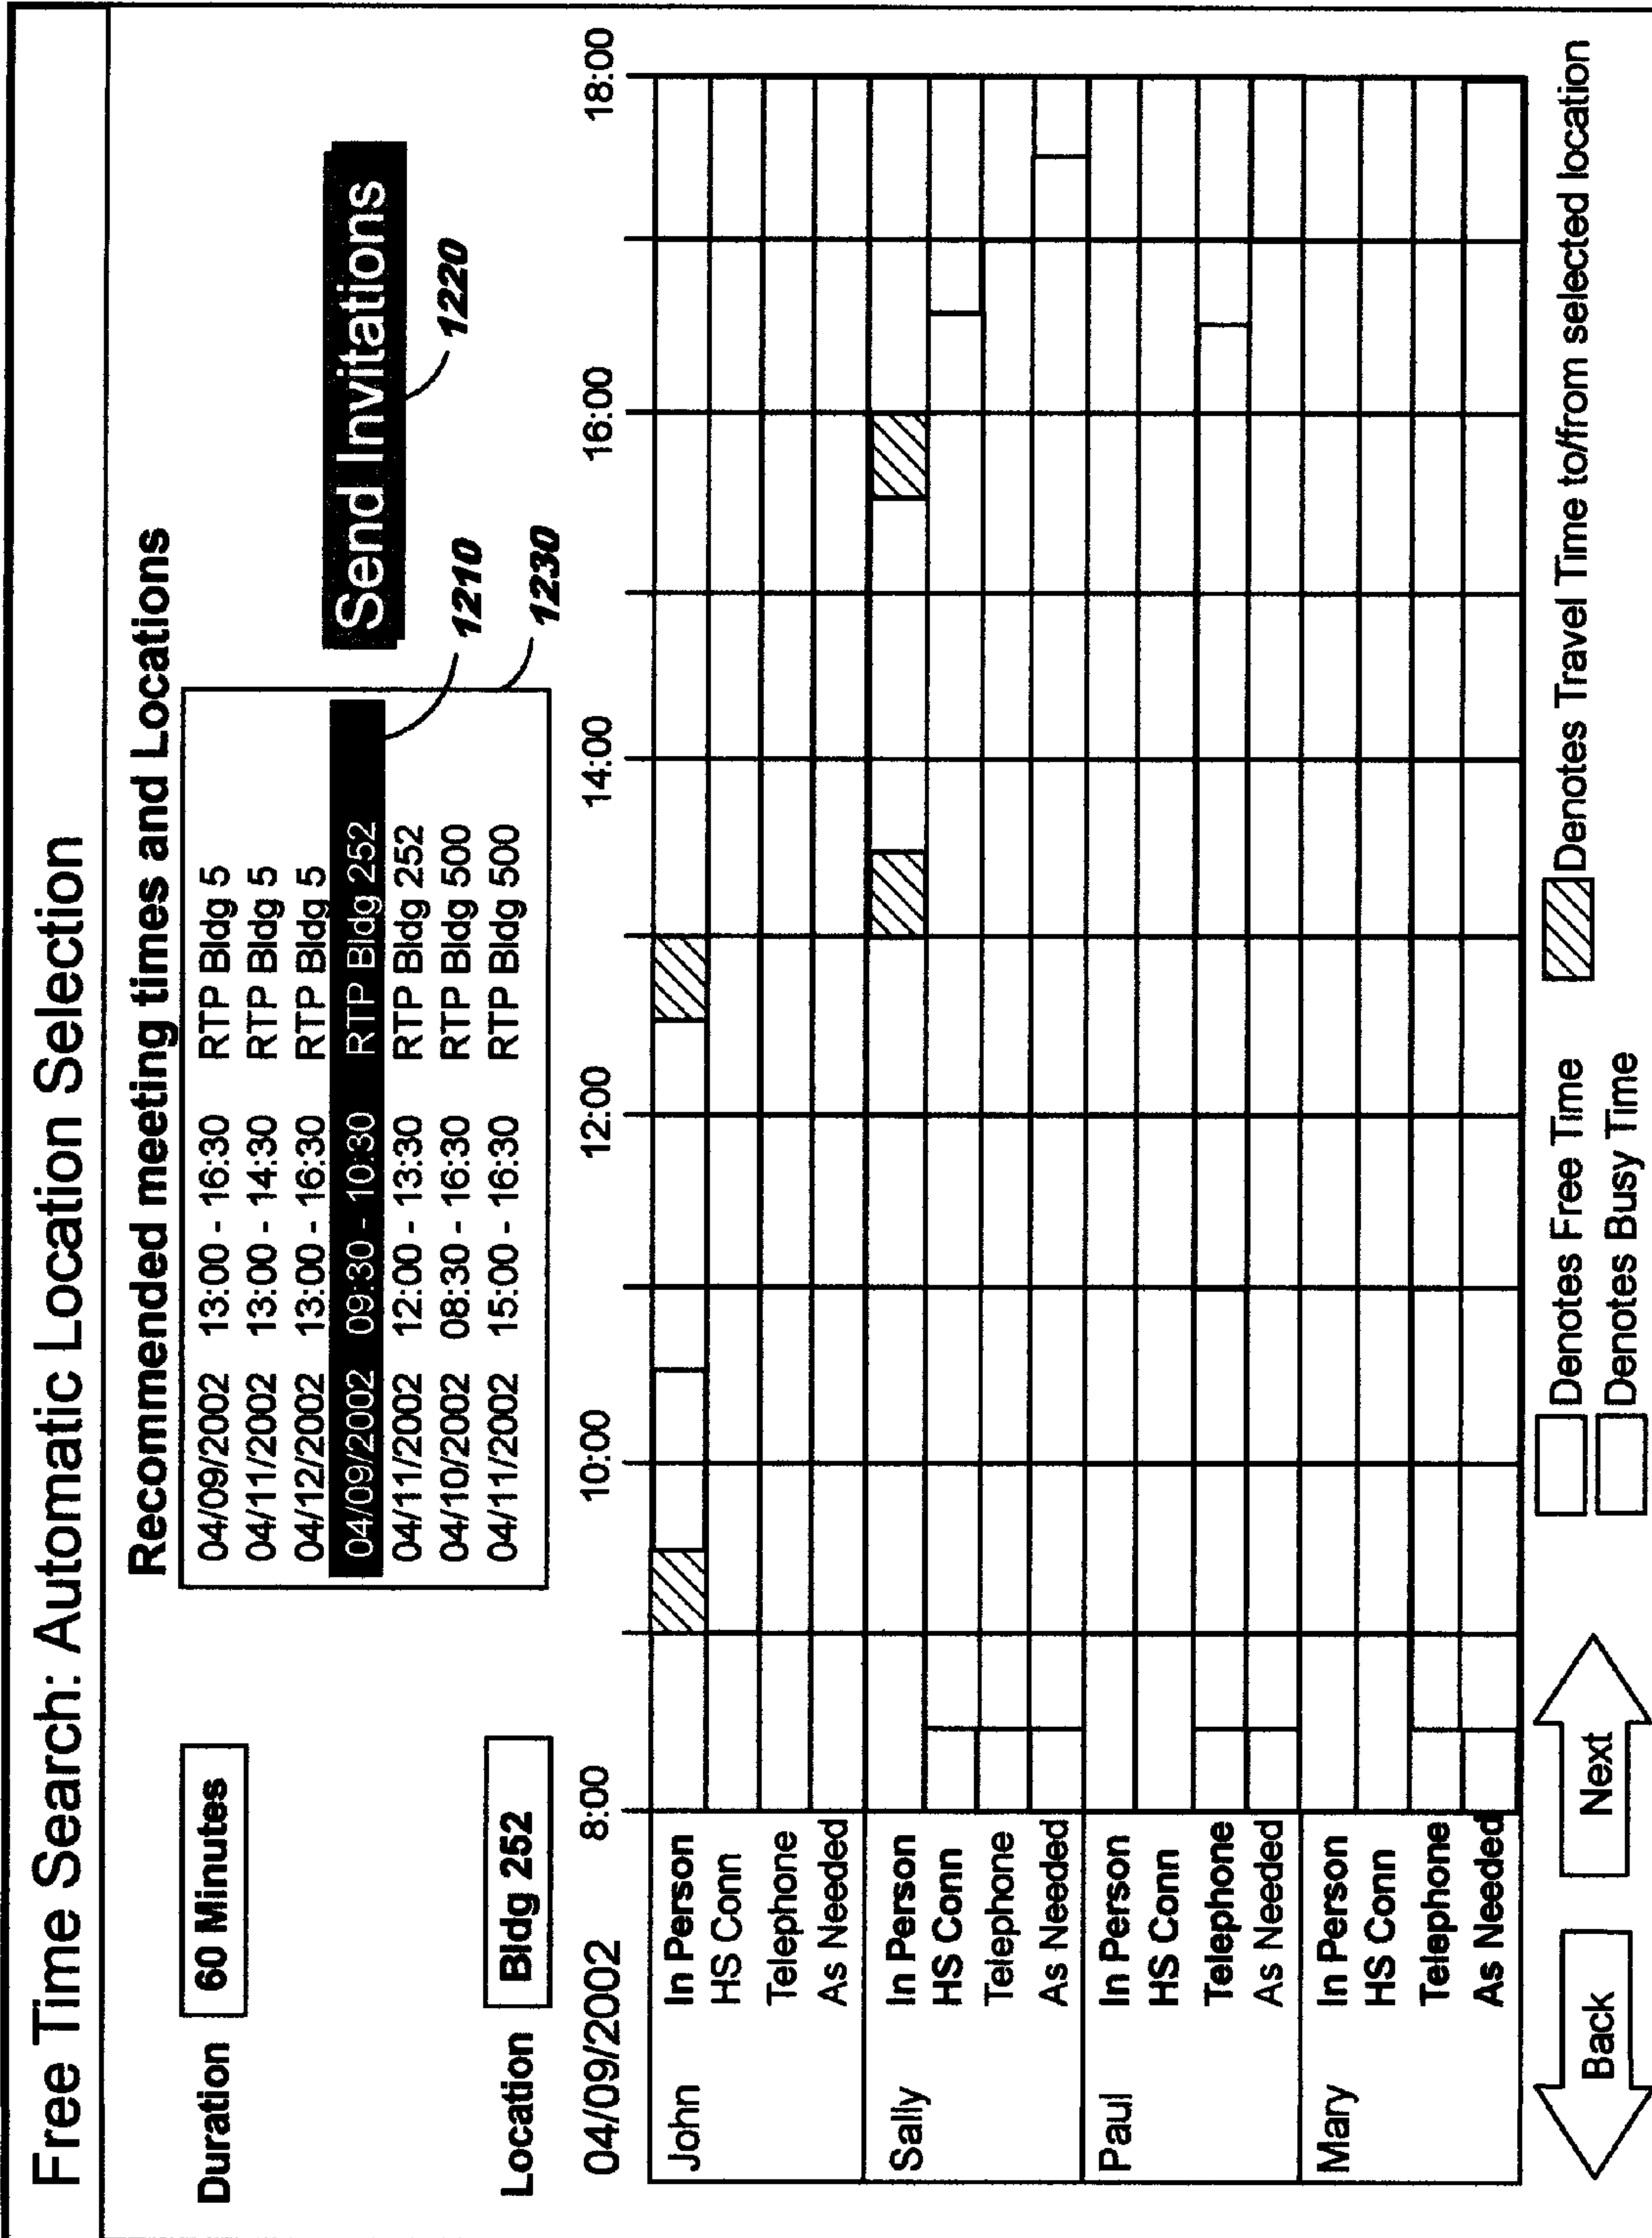 Free Time Search: Automatic Location Selection
Recommended meeting times and Locations
Duration 60 Minutes
04/09/2002 13:00 - 16:30 RTP Bldg 5
04/11/2002 13:00 - 14:30 RTP Bldg 5
04/12/2002 13:00 - 16:30 RTP Bldg 5
04/09/2002 09:30 - 10:30 RTP Bldg 252
04/11/2002 12:00 - 13:30 RTP Bldg 252
04/10/2002 08:30 - 16:30 RTP Bldg 500
04/11/2002 15:00 - 16:30 RTP Bldg 500
Send Invitations
1220
1210
1230
Location Bldg 252
04/09/2002 8:00 10:00 12:00 14:00 16:00 18:00
John In Person
HS Conn
Telephone
As Needed
Sally In Person
HS Conn
Telephone
As Needed
Paul In Person
HS Conn
Telephone
As Needed
Mary In Person
HS Conn
Telephone
As Needed
Back Next
Denotes Free Time
Denotes Busy Time
Denotes Travel Time to/from selected location